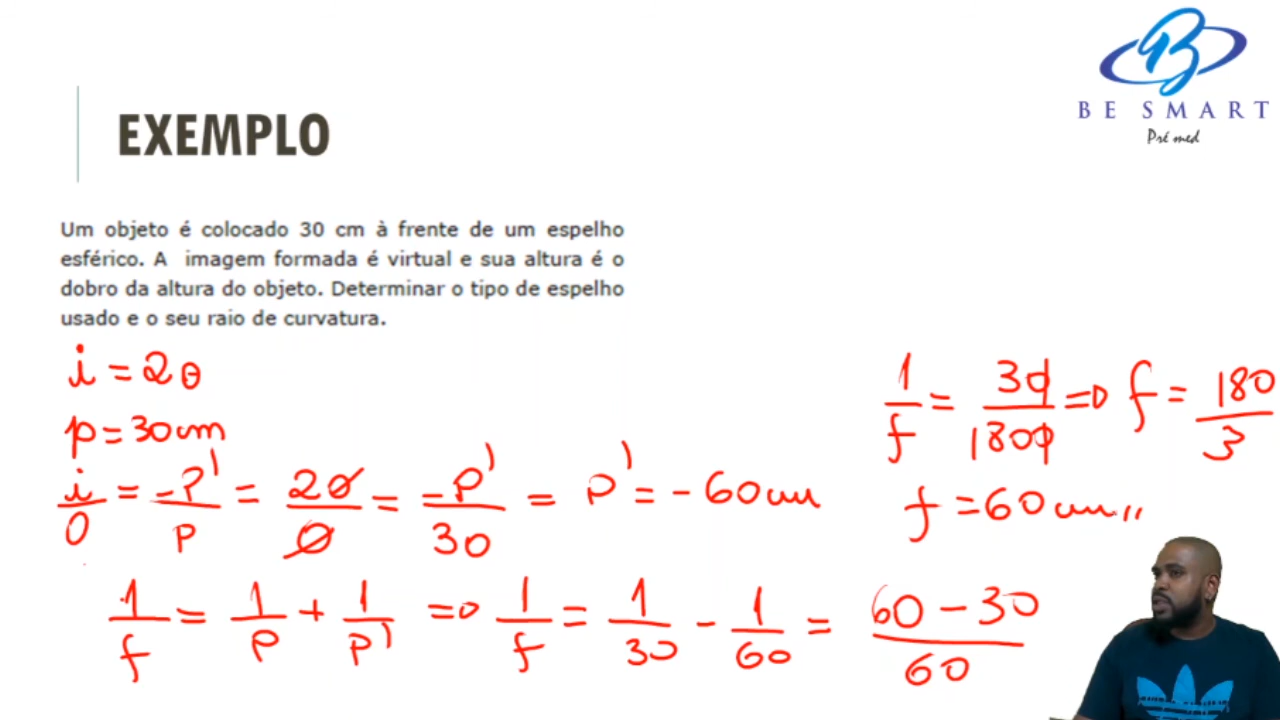 BE SMART
Pré med
EXEMPLO
Um objeto é colocado 30 cm à frente de um espelho
esférico. A imagem formada é virtual e sua altura é o
dobro da altura do objeto. Determinar o tipo de espelho
usado e o seu raio de curvatura.
i = 2o
p = 30cm
i/o = -P'/P = 2o/o = -P'/30 = P' = -60cm
1/f = 1/P + 1/P' => 1/f = 1/30 - 1/60 = 60-30/60
1/f = 30/1800 => f = 180/3
f = 60cm,,